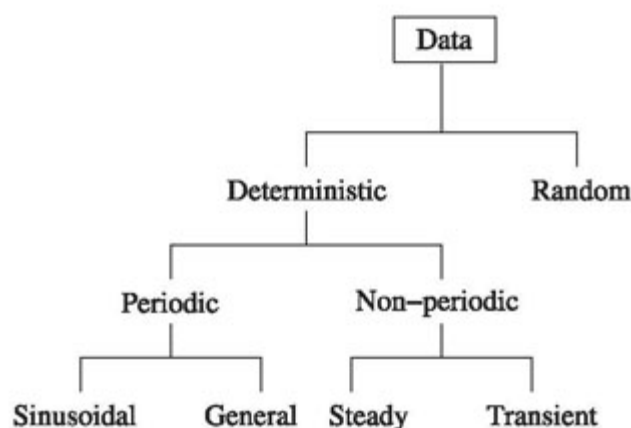 Data
Deterministic Random
Periodic Non–periodic
Sinusoidal General Steady Transient